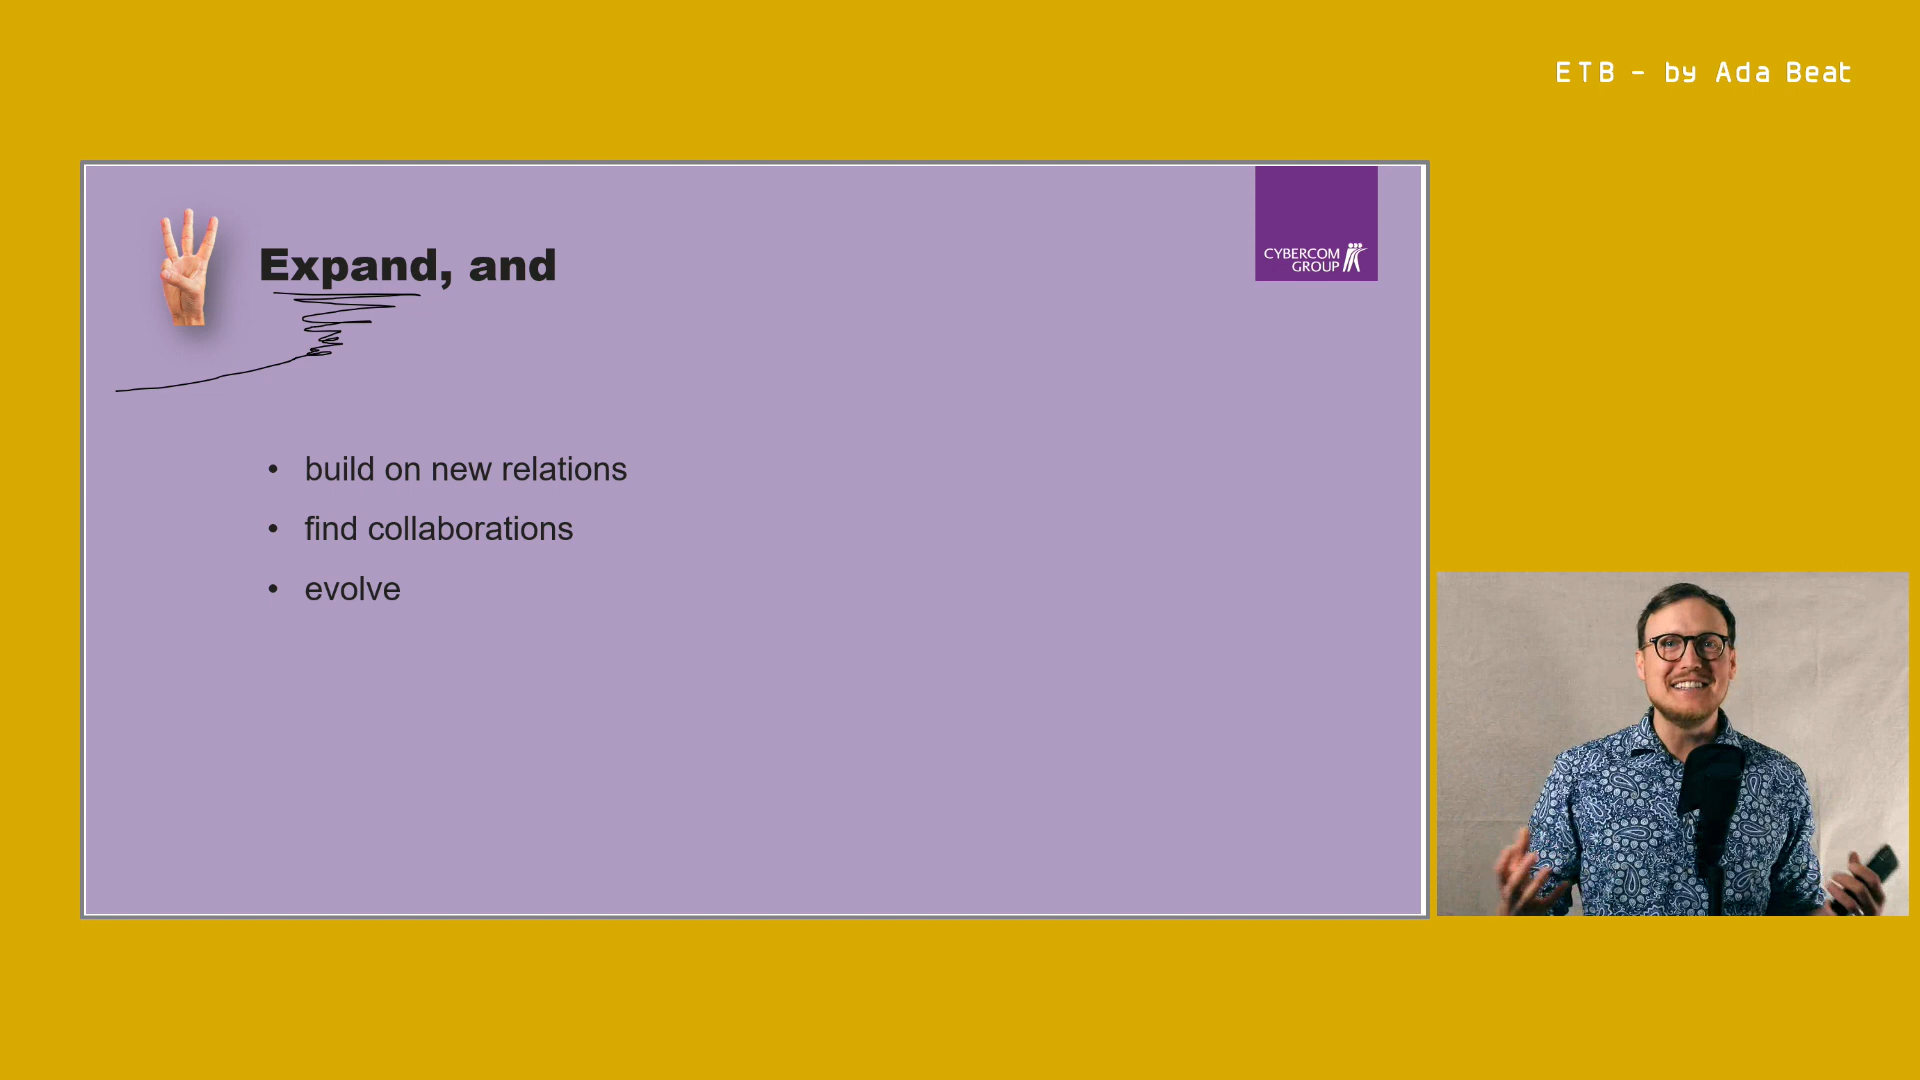 ETB - by Ada Beat
Expand, and
CYBERCOM
GROUP
• build on new relations
• find collaborations
• evolve